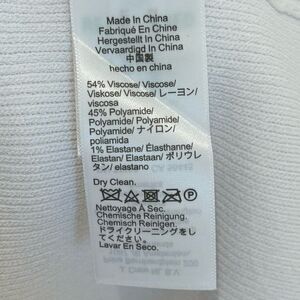 Made In China
Fabriqué En Chine
Hergestellt In China
Vervaardigd In China
中国製
hecho en china
54% Viscose/ Viscose/
Viskose/ Viscose/ レーヨン/
viscosa
45% Polyamide/
Polyamide/ Polyamid/
Polyamide/ ナイロン/
poliamida
1% Elastane/ Élasthanne/
Elastan/ Elastaan/ ポリウレ
タン/ elastano
Dry Clean.
Nettoyage À Sec.
Chemische Reinigung.
Chemisch Reinigen.
ドライクリーニングをし
てください。
Lavar En Seco.